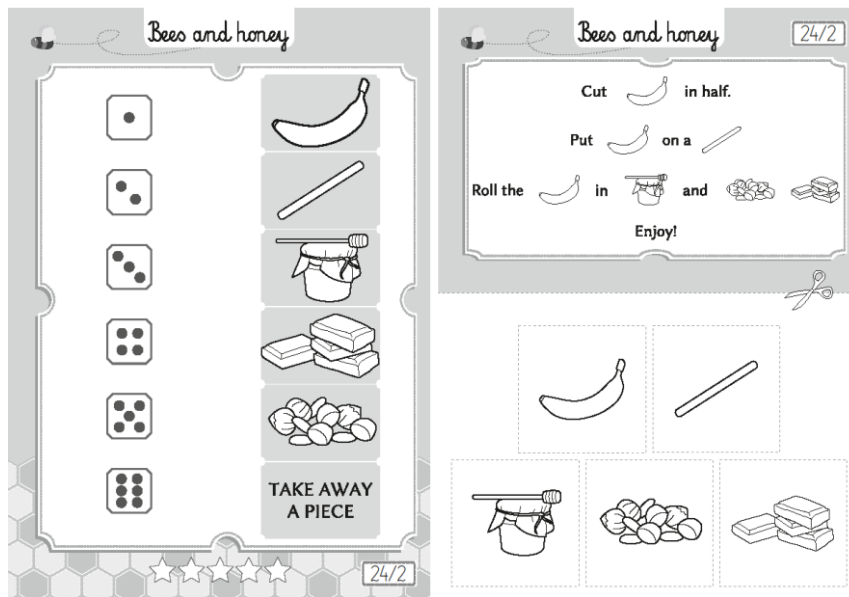 Bees and honey
TAKE AWAY
A PIECE
24/2
Bees and honey
24/2
Cut in half.
Put on a
Roll the in and
Enjoy!